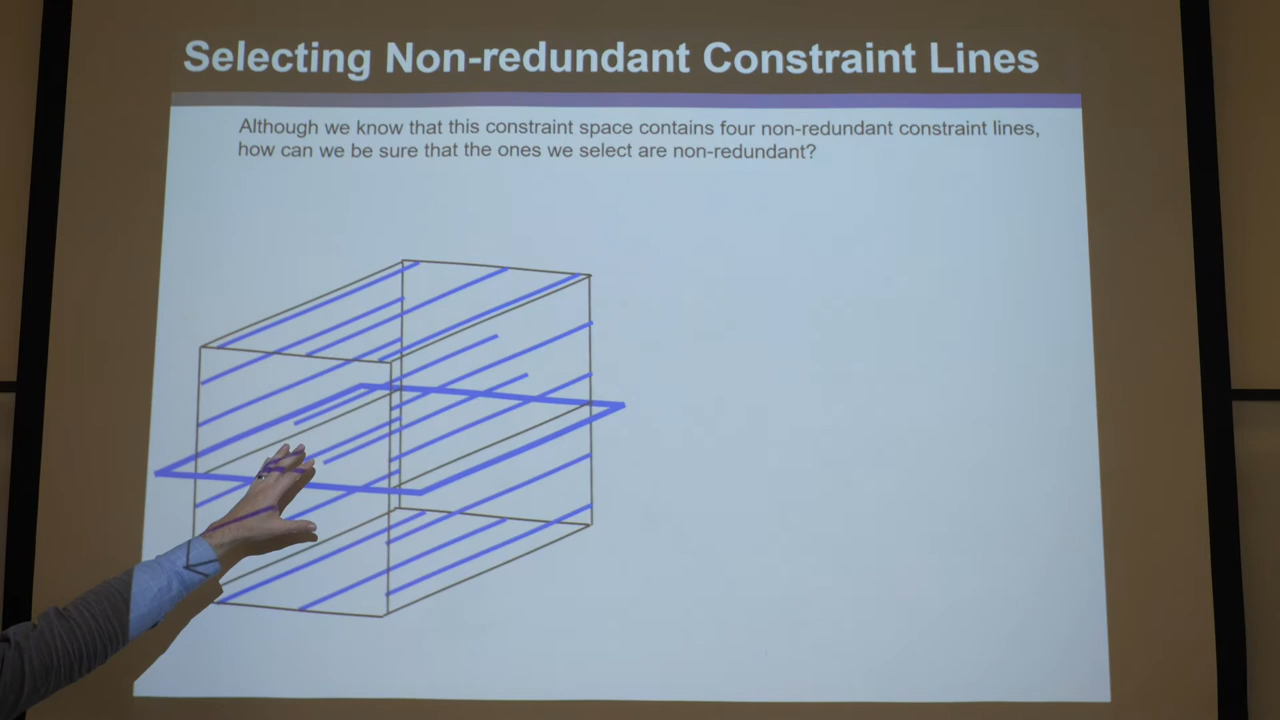 Selecting Non-redundant Constraint Lines
Although we know that this constraint space contains four non-redundant constraint lines,
how can we be sure that the ones we select are non-redundant?